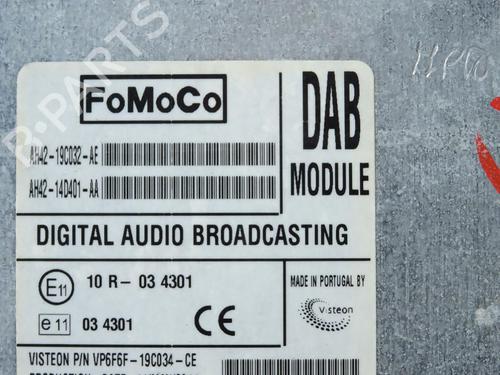 FoMoCo
DAB
MODULE
AH42-19C032-AE
AH42-14D401-AA
DIGITAL AUDIO BROADCASTING
E11
10 R- 03 4301
MADE IN PORTUGAL BY
Visteon
e 11
03 4301
CE
VISTEON P/N VP6F6F-19C034-CE
R-PARTS